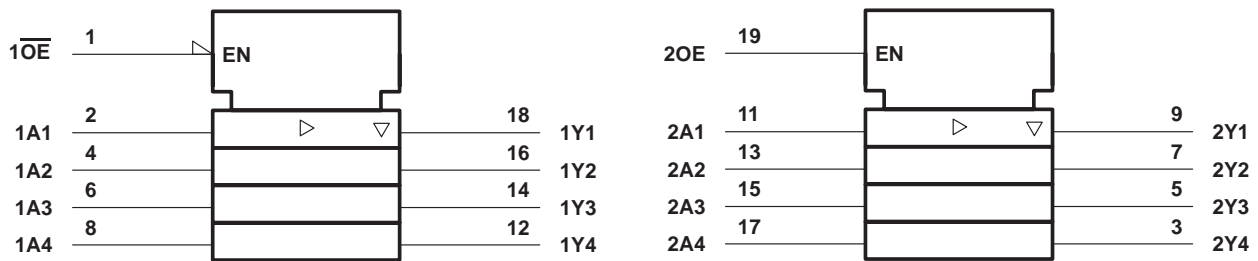 1O̅E̅ 1 EN
1A1 2 18 1Y1
1A2 4 16 1Y2
1A3 6 14 1Y3
1A4 8 12 1Y4
2OE 19 EN
2A1 11 9 2Y1
2A2 13 7 2Y2
2A3 15 5 2Y3
2A4 17 3 2Y4